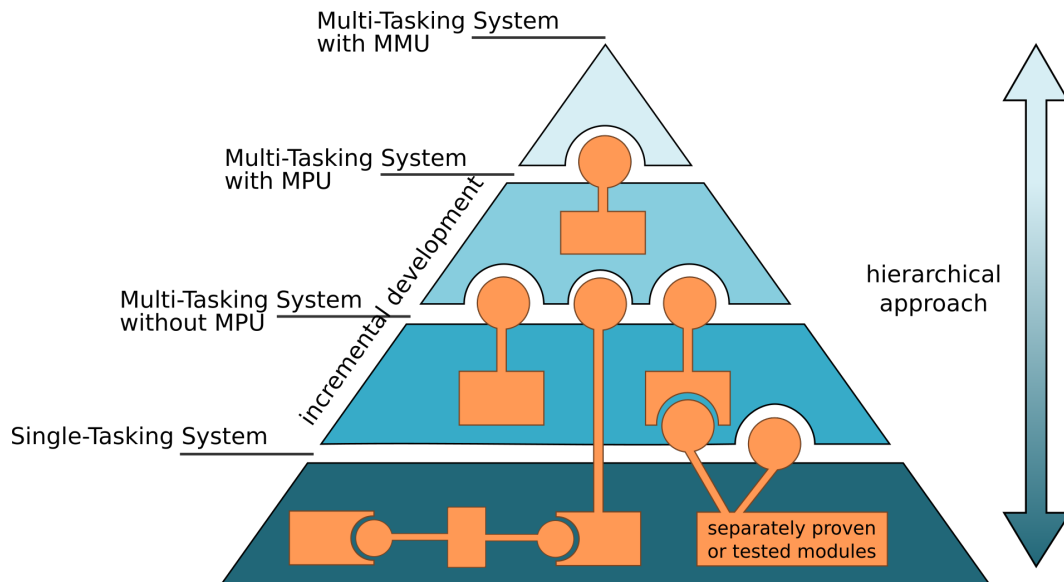 Multi-Tasking System
with MMU
Multi-Tasking System
with MPU
Multi-Tasking System
without MPU
Single-Tasking System
incremental development
hierarchical
approach
separately proven
or tested modules